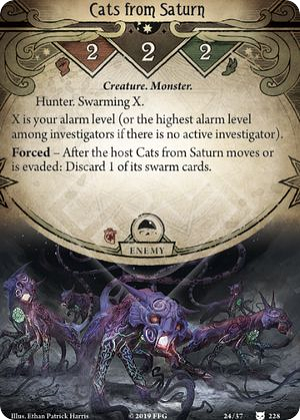 Cats from Saturn
2 2 2
Creature. Monster.
Hunter. Swarming X.
X is your alarm level (or the highest alarm level
among investigators if there is no active investigator).
Forced – After the host Cats from Saturn moves or
is evaded: Discard 1 of its swarm cards.
ENEMY
Illus. Ethan Patrick Harris © 2019 FFG 24/37 228